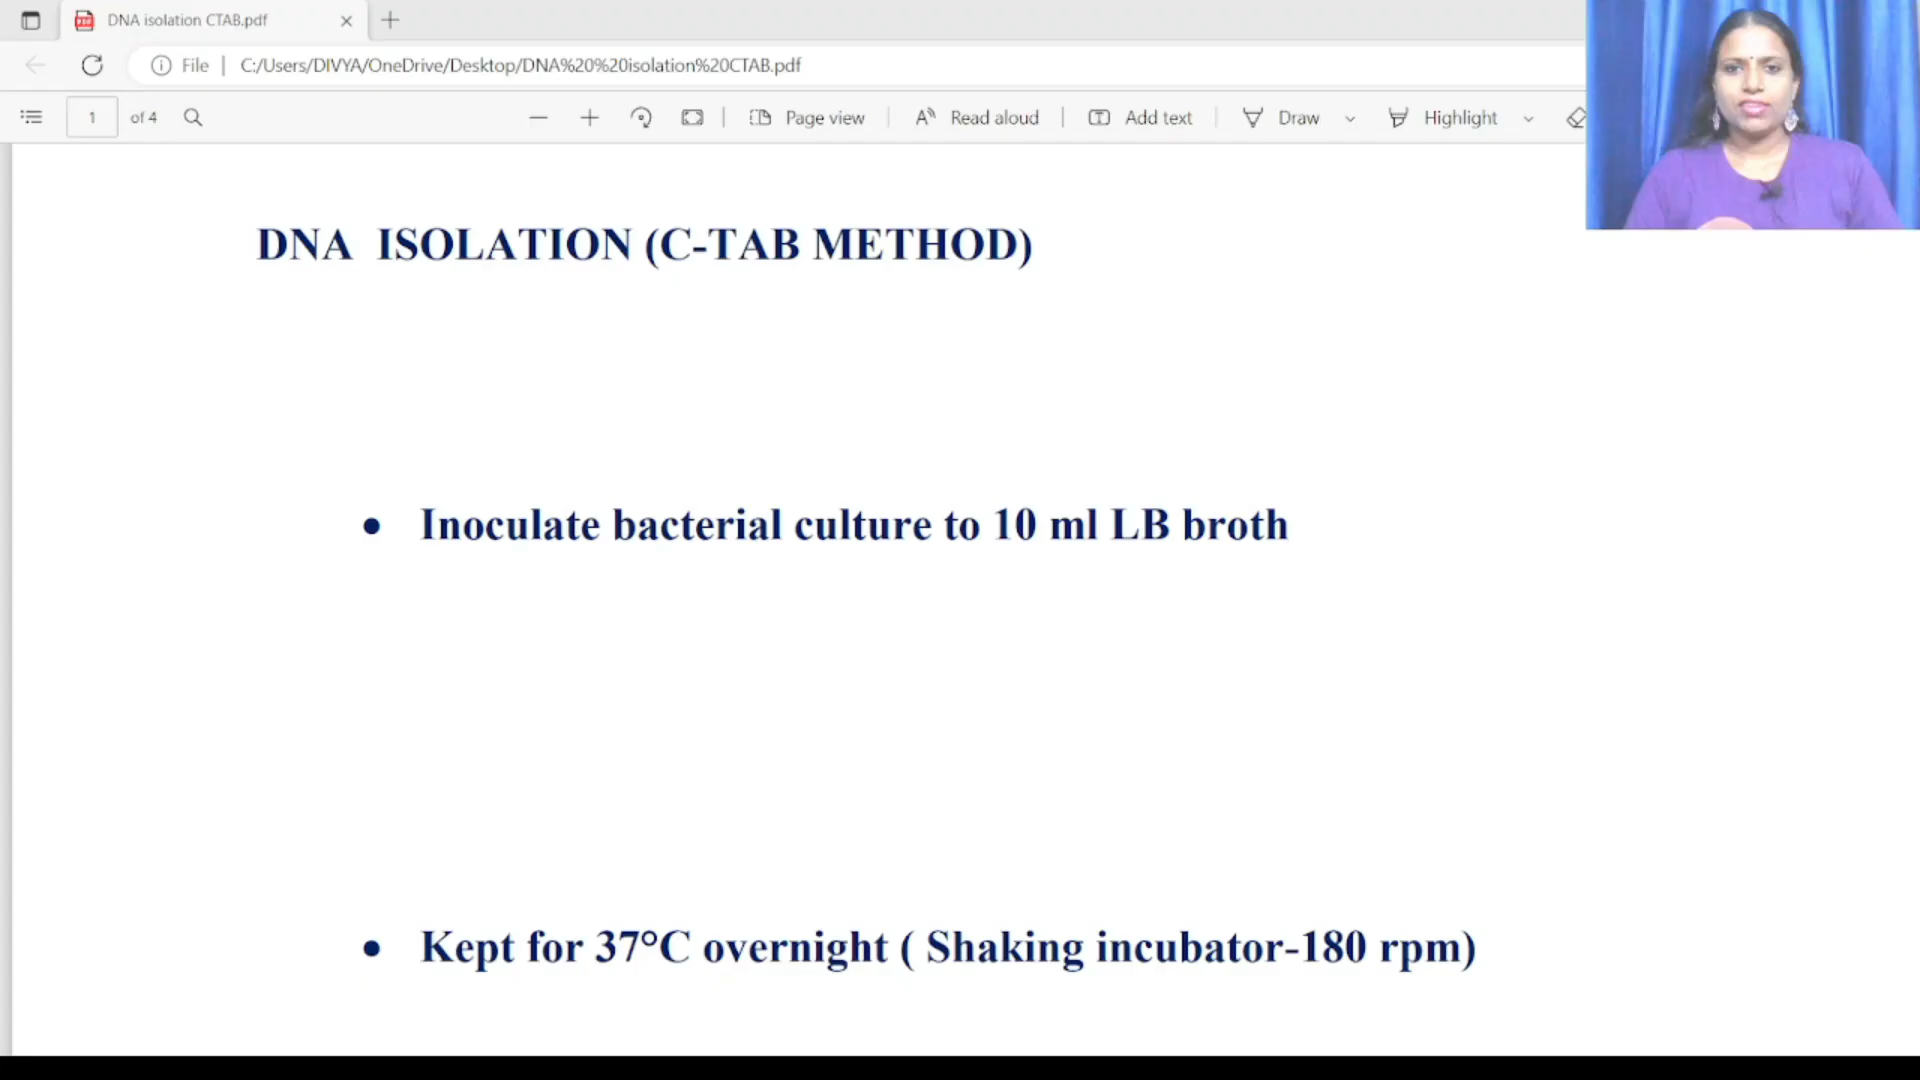 DNA isolation CTAB.pdf
File | C:/Users/DIVYA/OneDrive/Desktop/DNA%20%20isolation%20CTAB.pdf
1 of 4 Page view Read aloud Add text Draw Highlight
DNA ISOLATION (C-TAB METHOD)
• Inoculate bacterial culture to 10 ml LB broth
• Kept for 37°C overnight ( Shaking incubator-180 rpm)